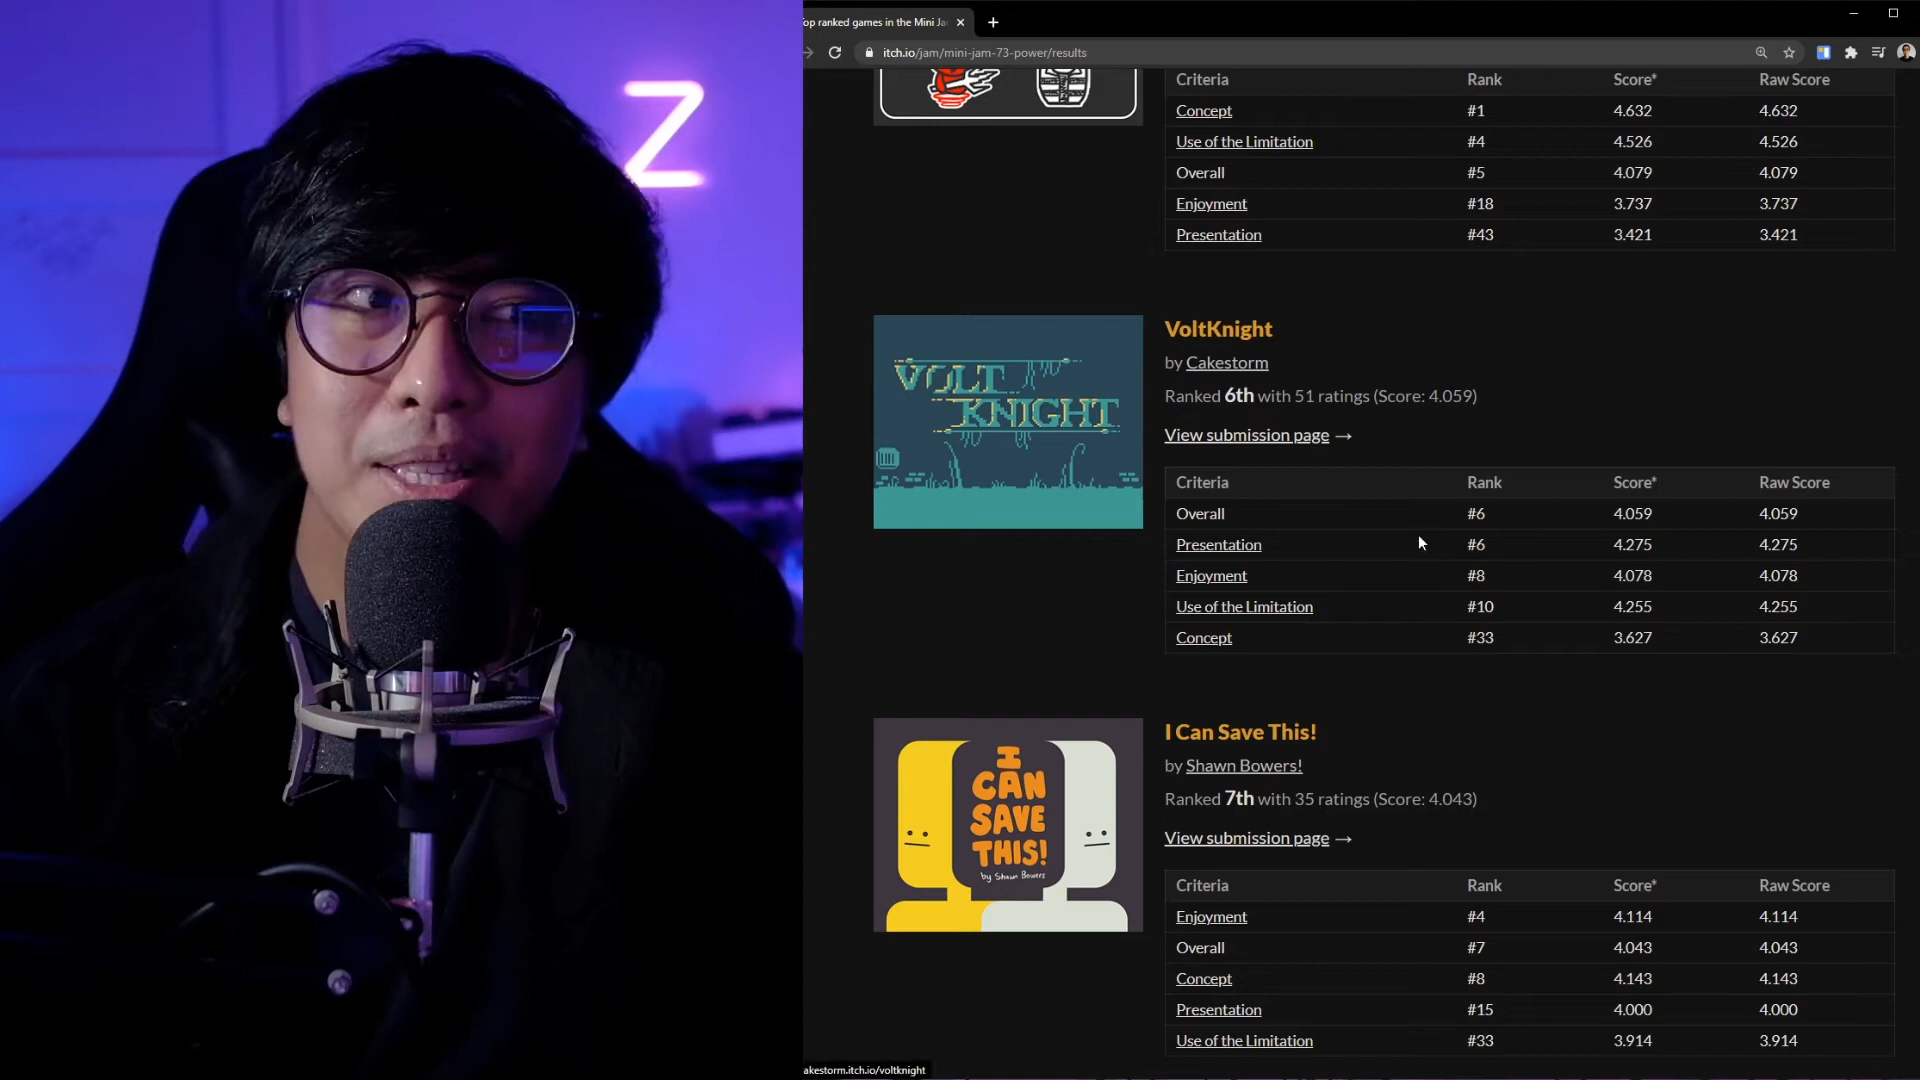 Z
Top ranked games in the Mini Ja
itch.io/jam/mini-jam-73-power/results
Criteria Rank Score* Raw Score
Concept #1 4.632 4.632
Use of the Limitation #4 4.526 4.526
Overall #5 4.079 4.079
Enjoyment #18 3.737 3.737
Presentation #43 3.421 3.421
VOLT
KNIGHT
VoltKnight
by Cakestorm
Ranked 6th with 51 ratings (Score: 4.059)
View submission page →
Criteria Rank Score* Raw Score
Overall #6 4.059 4.059
Presentation #6 4.275 4.275
Enjoyment #8 4.078 4.078
Use of the Limitation #10 4.255 4.255
Concept #33 3.627 3.627
I
CAN
SAVE
THIS!
by Shawn Bowers
I Can Save This!
by Shawn Bowers!
Ranked 7th with 35 ratings (Score: 4.043)
View submission page →
Criteria Rank Score* Raw Score
Enjoyment #4 4.114 4.114
Overall #7 4.043 4.043
Concept #8 4.143 4.143
Presentation #15 4.000 4.000
Use of the Limitation #33 3.914 3.914
akestorm.itch.io/voltknight